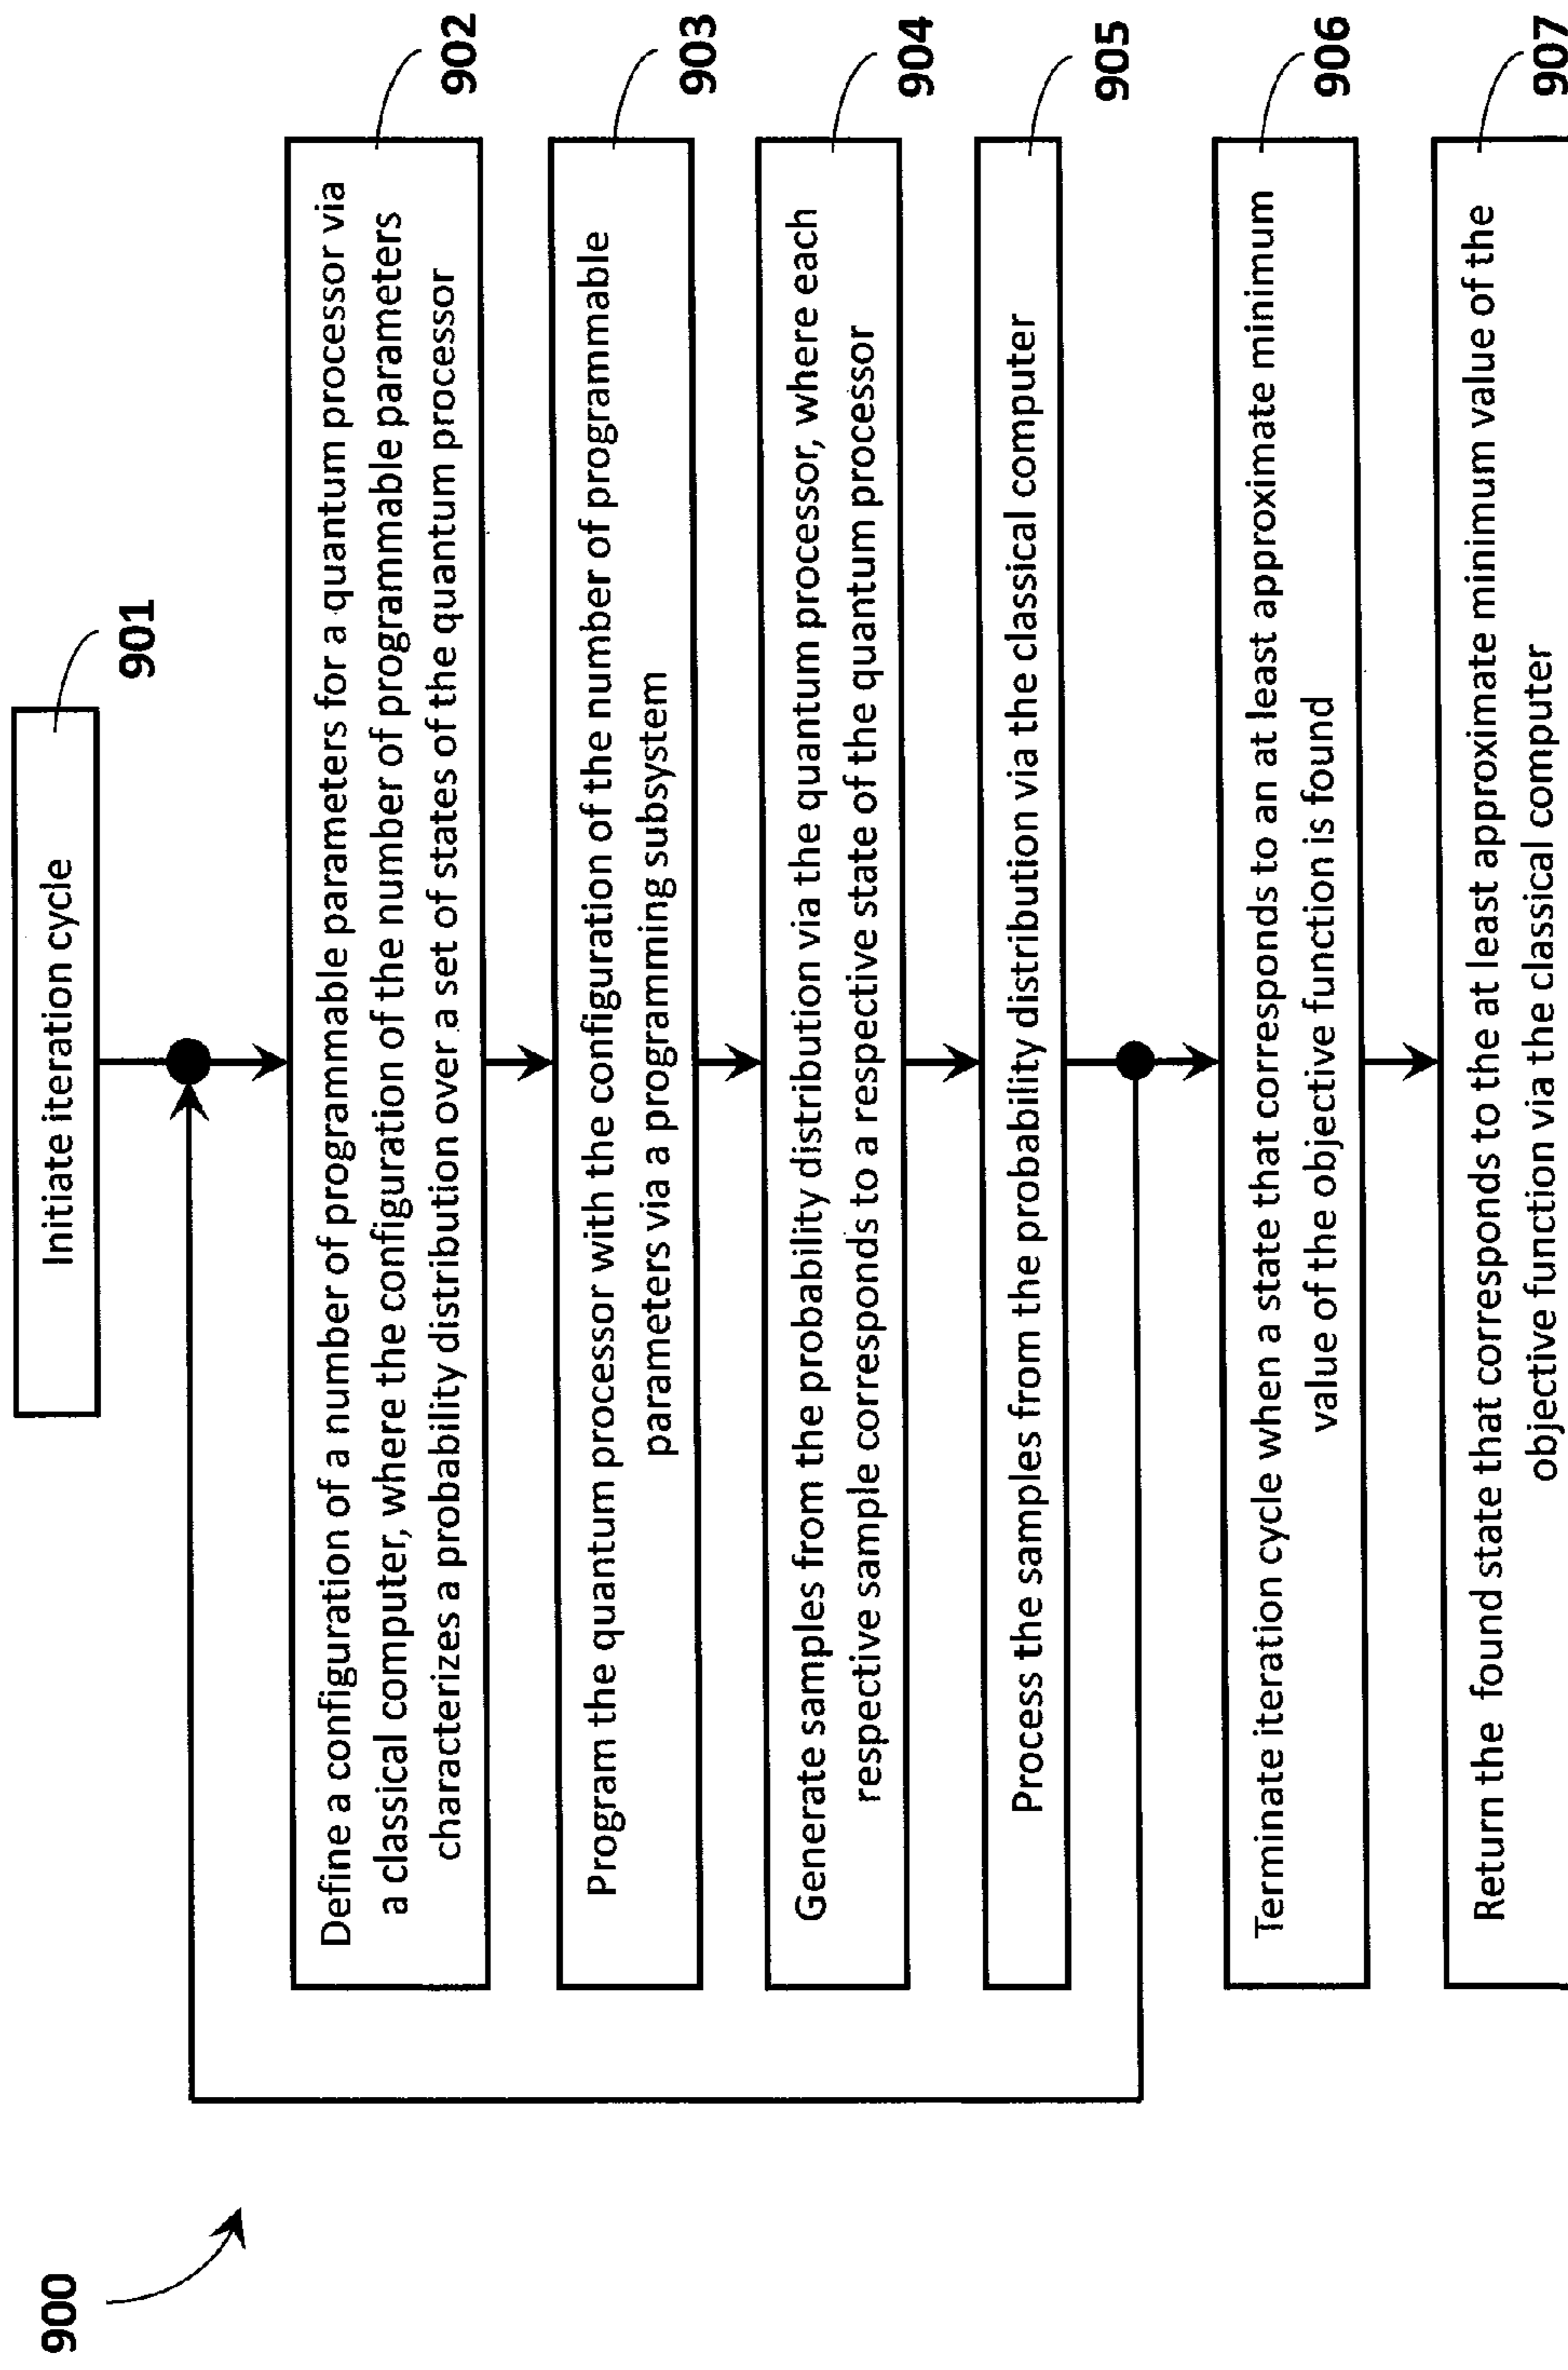 900
Initiate iteration cycle
901
Define a configuration of a number of programmable parameters for a quantum processor via
a classical computer, where the configuration of the number of programmable parameters
characterizes a probability distribution over a set of states of the quantum processor
902
Program the quantum processor with the configuration of the number of programmable
parameters via a programming subsystem
903
Generate samples from the probability distribution via the quantum processor, where each
respective sample corresponds to a respective state of the quantum processor
904
Process the samples from the probability distribution via the classical computer
905
Terminate iteration cycle when a state that corresponds to an at least approximate minimum
value of the objective function is found
906
Return the found state that corresponds to the at least approximate minimum value of the
objective function via the classical computer
907